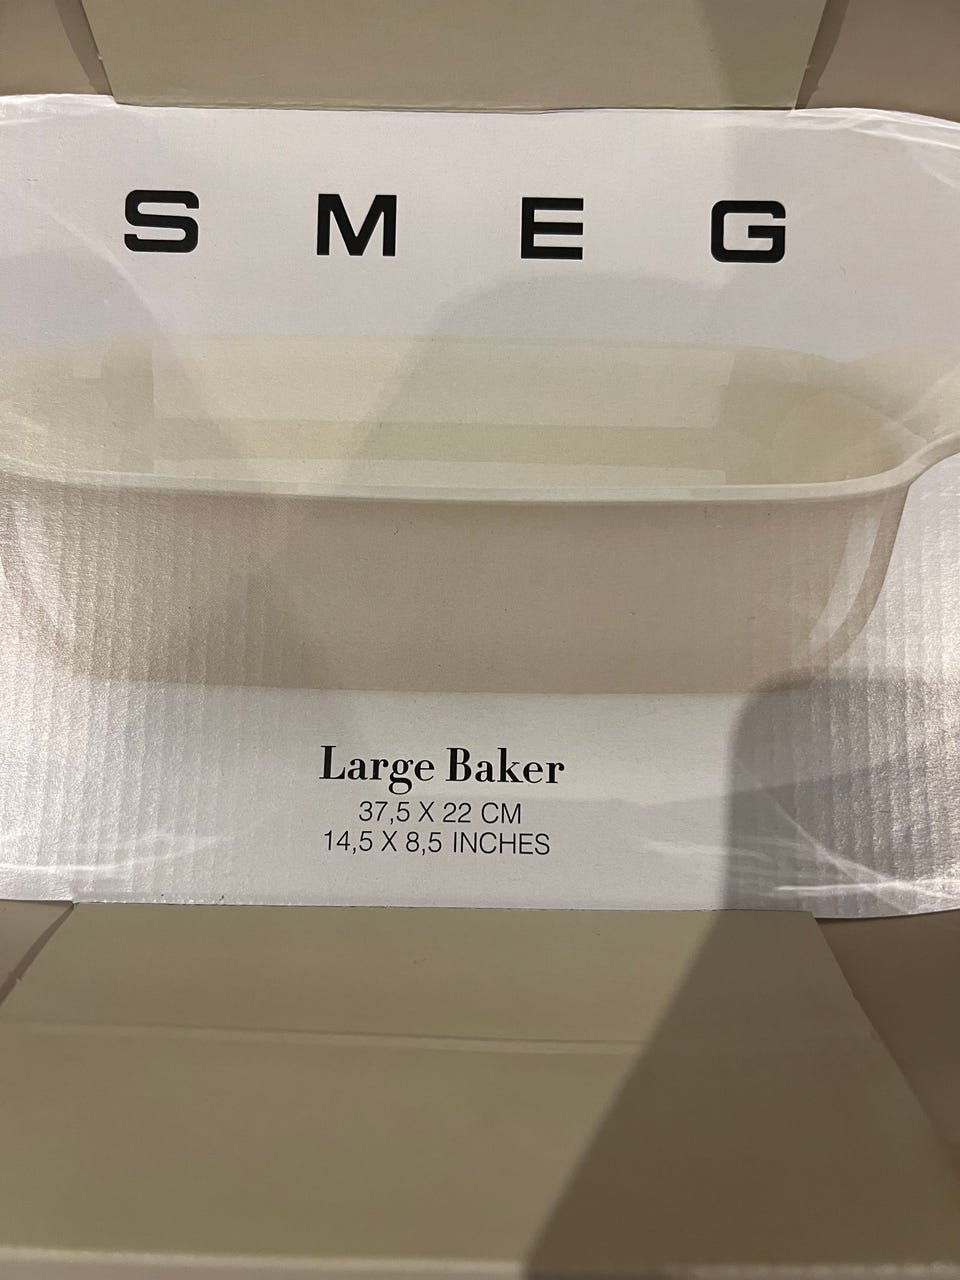 SMEG
Large Baker
37,5 X 22 CM
14,5 X 8,5 INCHES